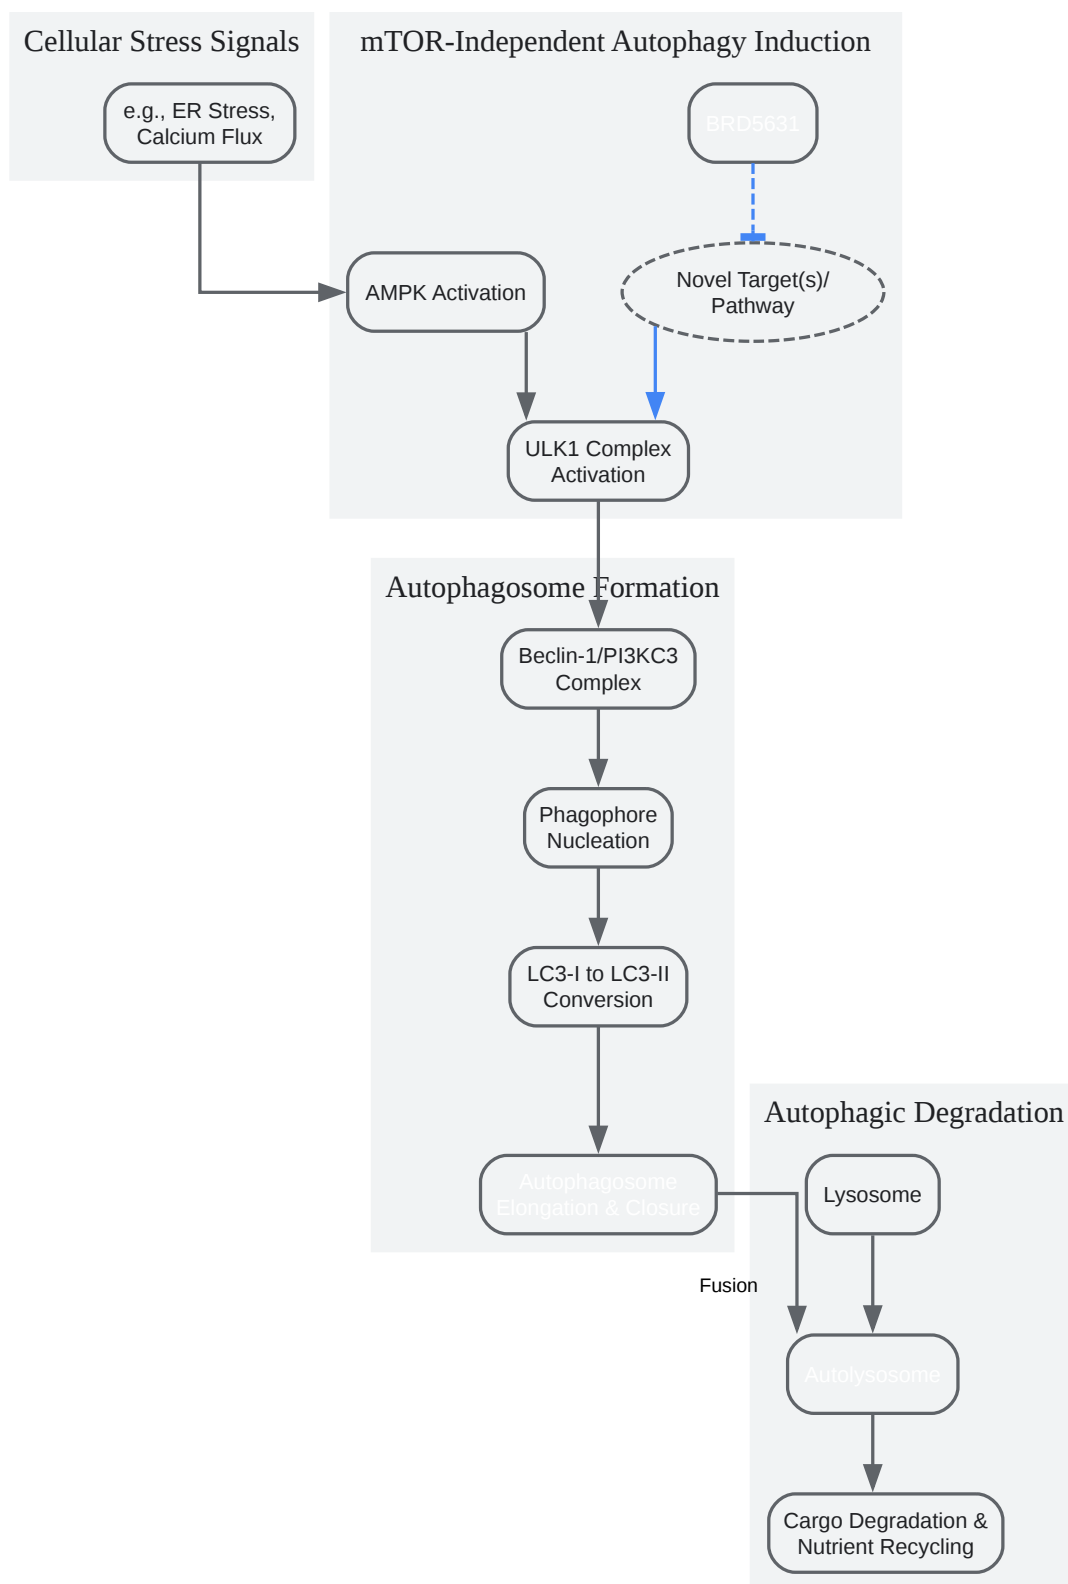 Cellular Stress Signals
mTOR-Independent Autophagy Induction
e.g., ER Stress,
Calcium Flux
BRD5631
AMPK Activation
Novel Target(s)/
Pathway
ULK1 Complex
Activation
Autophagosome Formation
Beclin-1/PI3KC3
Complex
Phagophore
Nucleation
LC3-I to LC3-II
Conversion
Autophagic Degradation
Autophagosome
Elongation & Closure
Lysosome
Fusion
Autolysosome
Cargo Degradation &
Nutrient Recycling